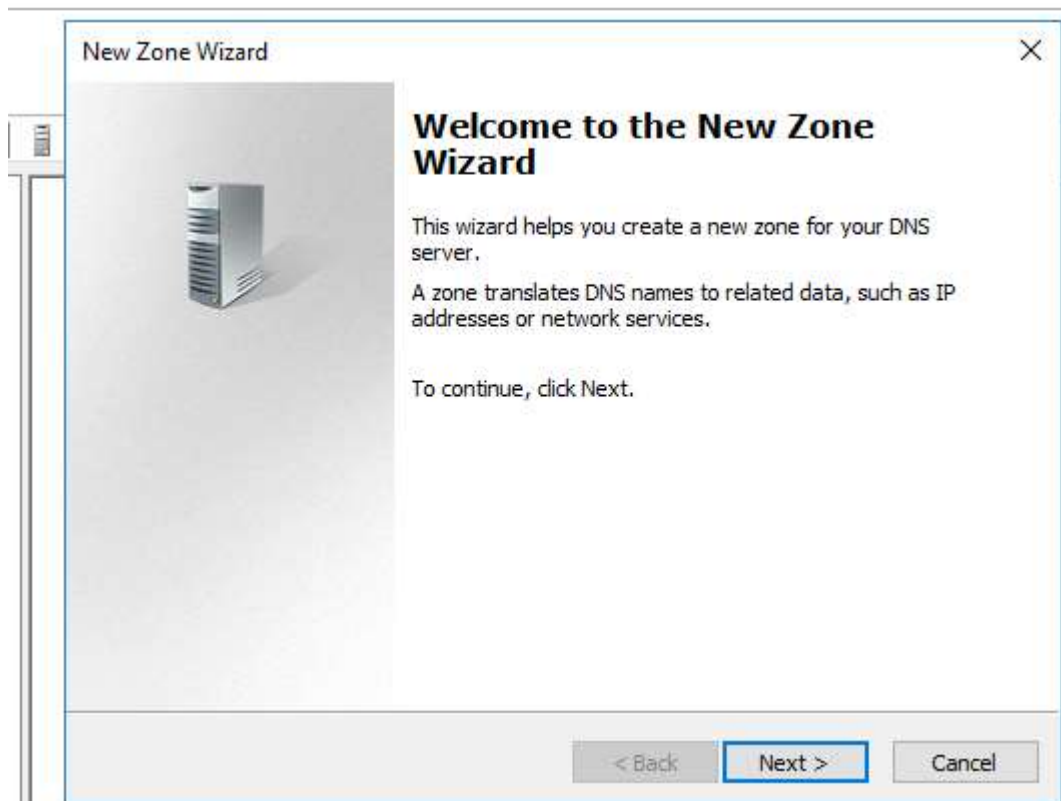 New Zone Wizard
Welcome to the New Zone
Wizard
This wizard helps you create a new zone for your DNS
server.
A zone translates DNS names to related data, such as IP
addresses or network services.
To continue, click Next.
< Back Next > Cancel